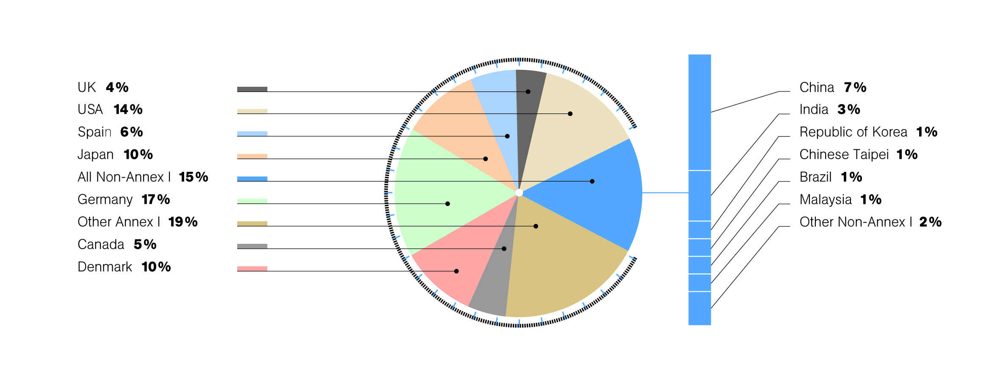 UK 4%
USA 14%
Spain 6%
Japan 10%
All Non-Annex I 15%
Germany 17%
Other Annex I 19%
Canada 5%
Denmark 10%
China 7%
India 3%
Republic of Korea 1%
Chinese Taipei 1%
Brazil 1%
Malaysia 1%
Other Non-Annex I 2%